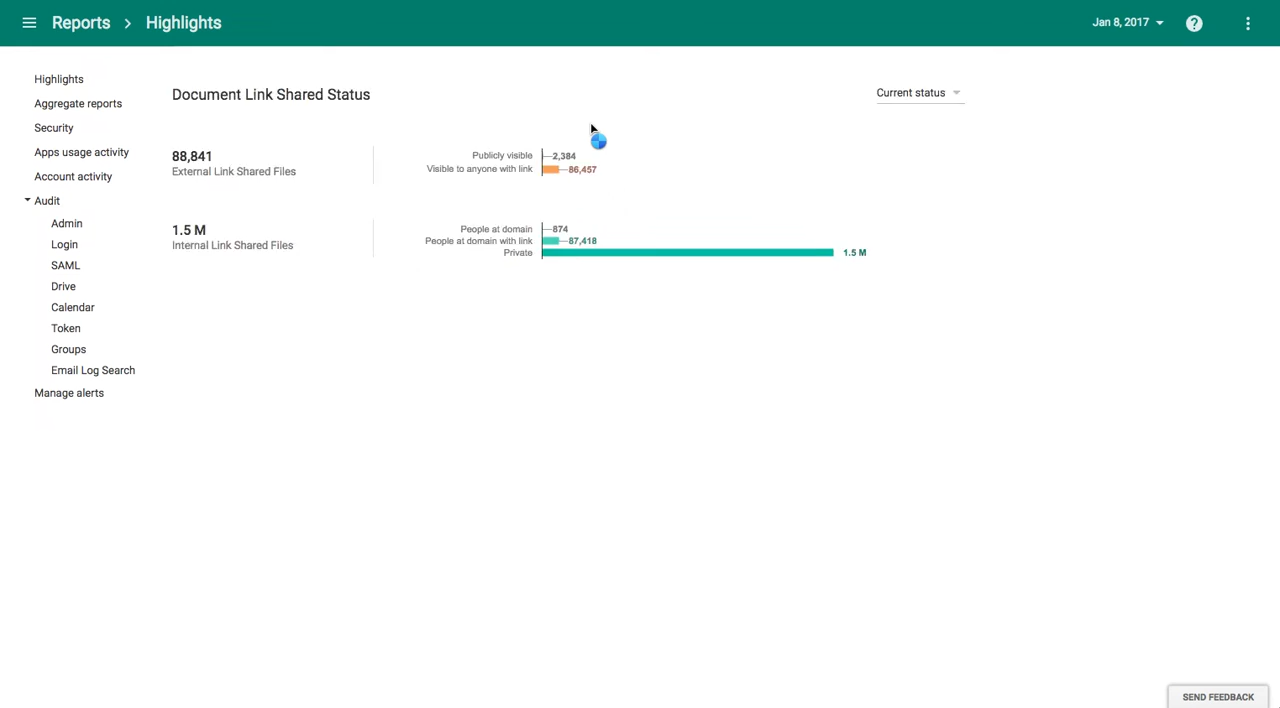 Reports > Highlights
Jan 8, 2017
Highlights
Aggregate reports
Security
Apps usage activity
Account activity
Audit
Admin
Login
SAML
Drive
Calendar
Token
Groups
Email Log Search
Manage alerts
Document Link Shared Status
Current status
88,841
External Link Shared Files
Publicly visible 2,384
Visible to anyone with link 86,457
1.5 M
Internal Link Shared Files
People at domain 874
People at domain with link 87,418
Private 1.5 M
SEND FEEDBACK